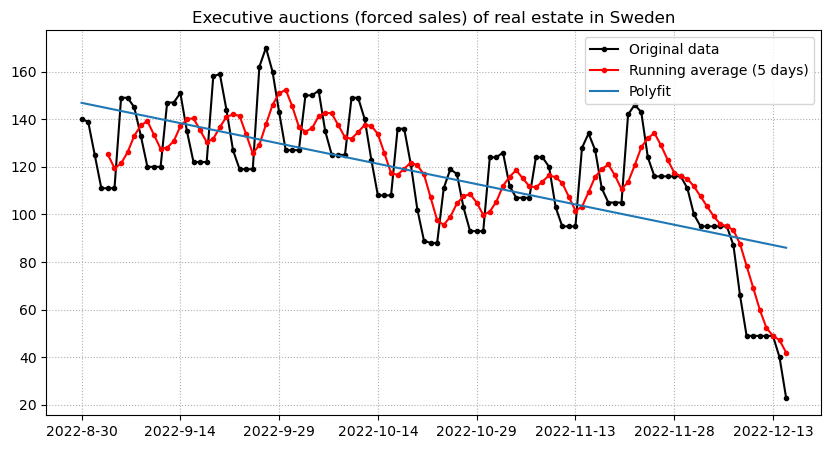 Executive auctions (forced sales) of real estate in Sweden
Original data
Running average (5 days)
Polyfit
160
140
120
100
80
60
40
20
2022-8-30 2022-9-14 2022-9-29 2022-10-14 2022-10-29 2022-11-13 2022-11-28 2022-12-13